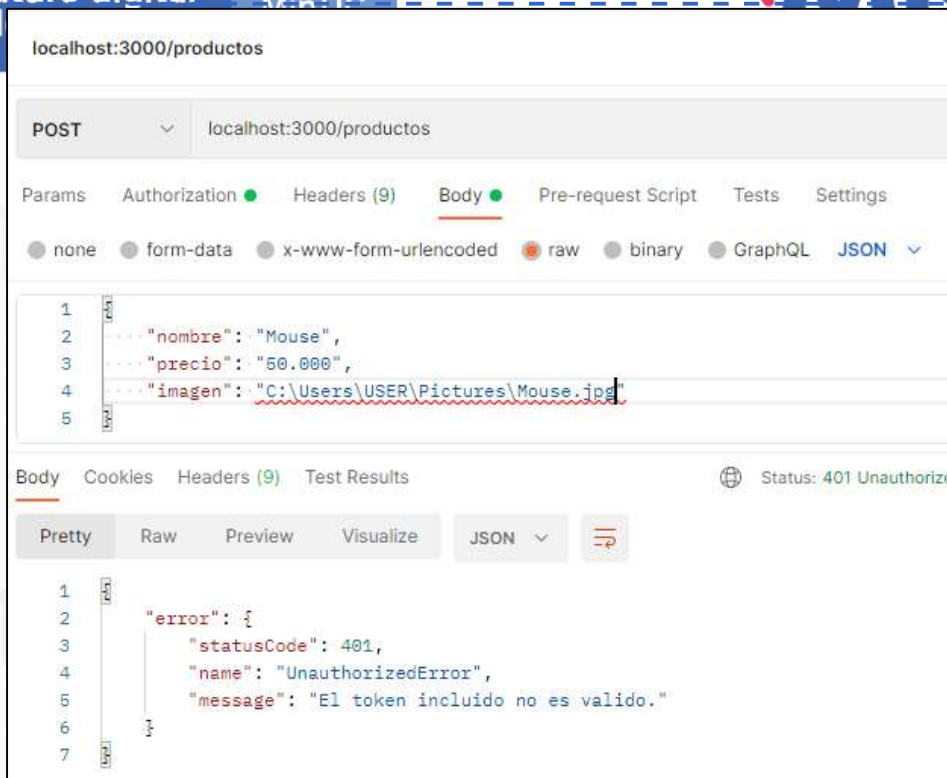 localhost:3000/productos
POST localhost:3000/productos
Params Authorization Headers (9) Body Pre-request Script Tests Settings
none form-data x-www-form-urlencoded raw binary GraphQL JSON
1 {
2 "nombre": "Mouse",
3 "precio": "50.000",
4 "imagen": "C:\Users\USER\Pictures\Mouse.jpg"
5 }
Body Cookies Headers (9) Test Results Status: 401 Unauthorize
Pretty Raw Preview Visualize JSON
1 {
2 "error": {
3 "statusCode": 401,
4 "name": "UnauthorizedError",
5 "message": "El token incluido no es valido."
6 }
7 }